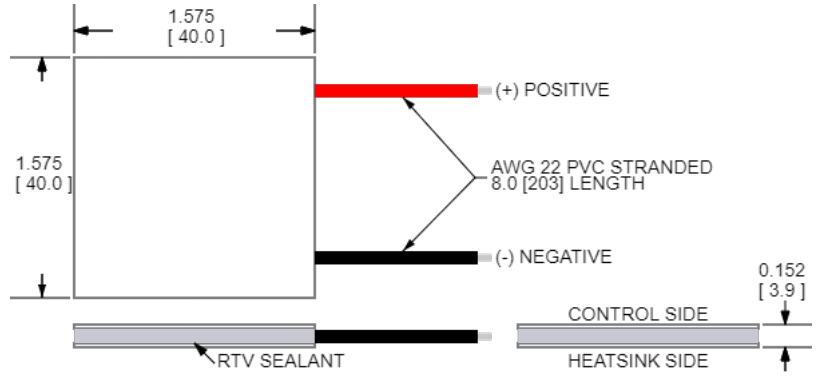 1.575
[ 40.0 ]
(+) POSITIVE
1.575
[ 40.0 ]
AWG 22 PVC STRANDED
8.0 [203] LENGTH
(-) NEGATIVE
0.152
[ 3.9 ]
CONTROL SIDE
RTV SEALANT
HEATSINK SIDE